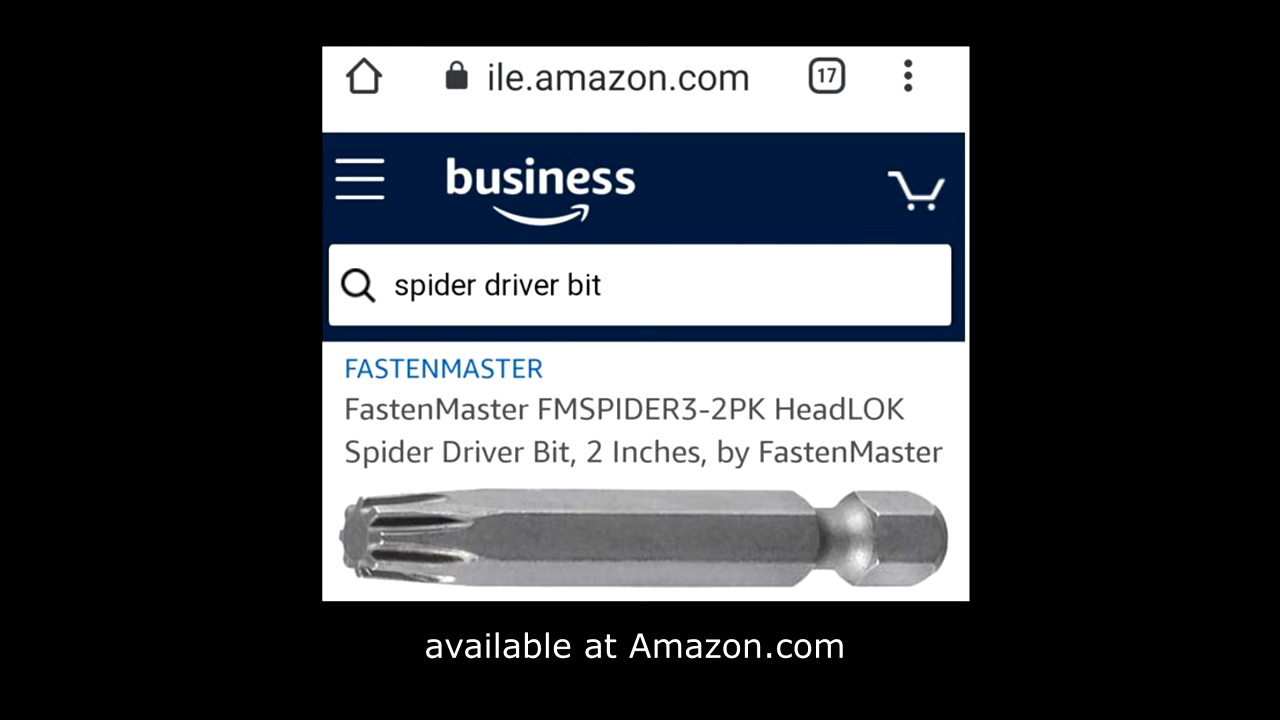 ile.amazon.com
17
business
spider driver bit
FASTENMASTER
FastenMaster FMSPIDER3-2PK HeadLOK
Spider Driver Bit, 2 Inches, by FastenMaster
available at Amazon.com